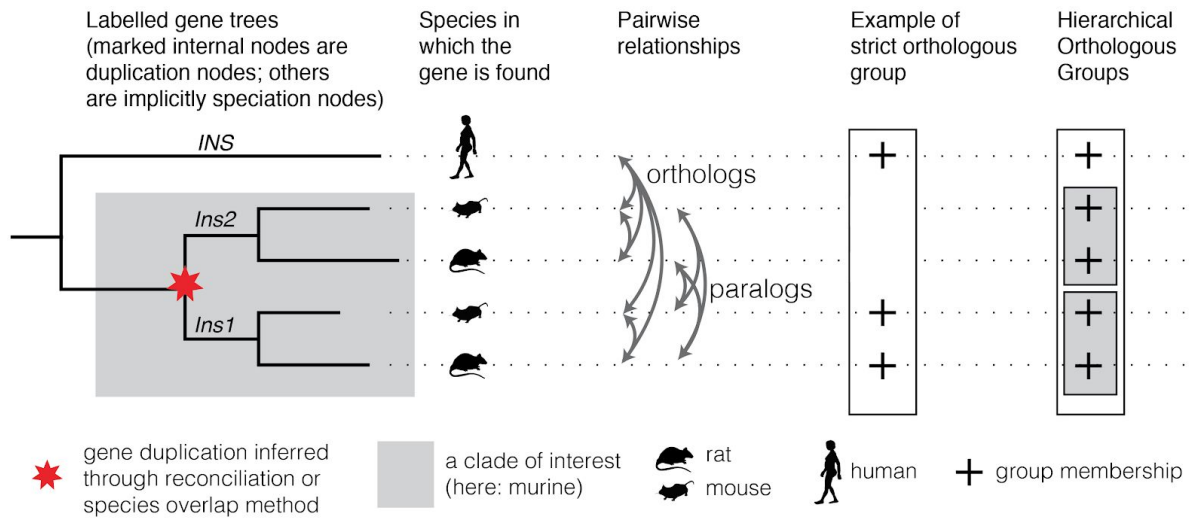 Labelled gene trees
(marked internal nodes are
duplication nodes; others
are implicitly speciation nodes)
Species in
which the
gene is found
Pairwise
relationships
Example of
strict orthologous
group
Hierarchical
Orthologous
Groups
INS
orthologs
Ins2
paralogs
Ins1
gene duplication inferred
through reconciliation or
species overlap method
a clade of interest
(here: murine)
rat
mouse
human
group membership